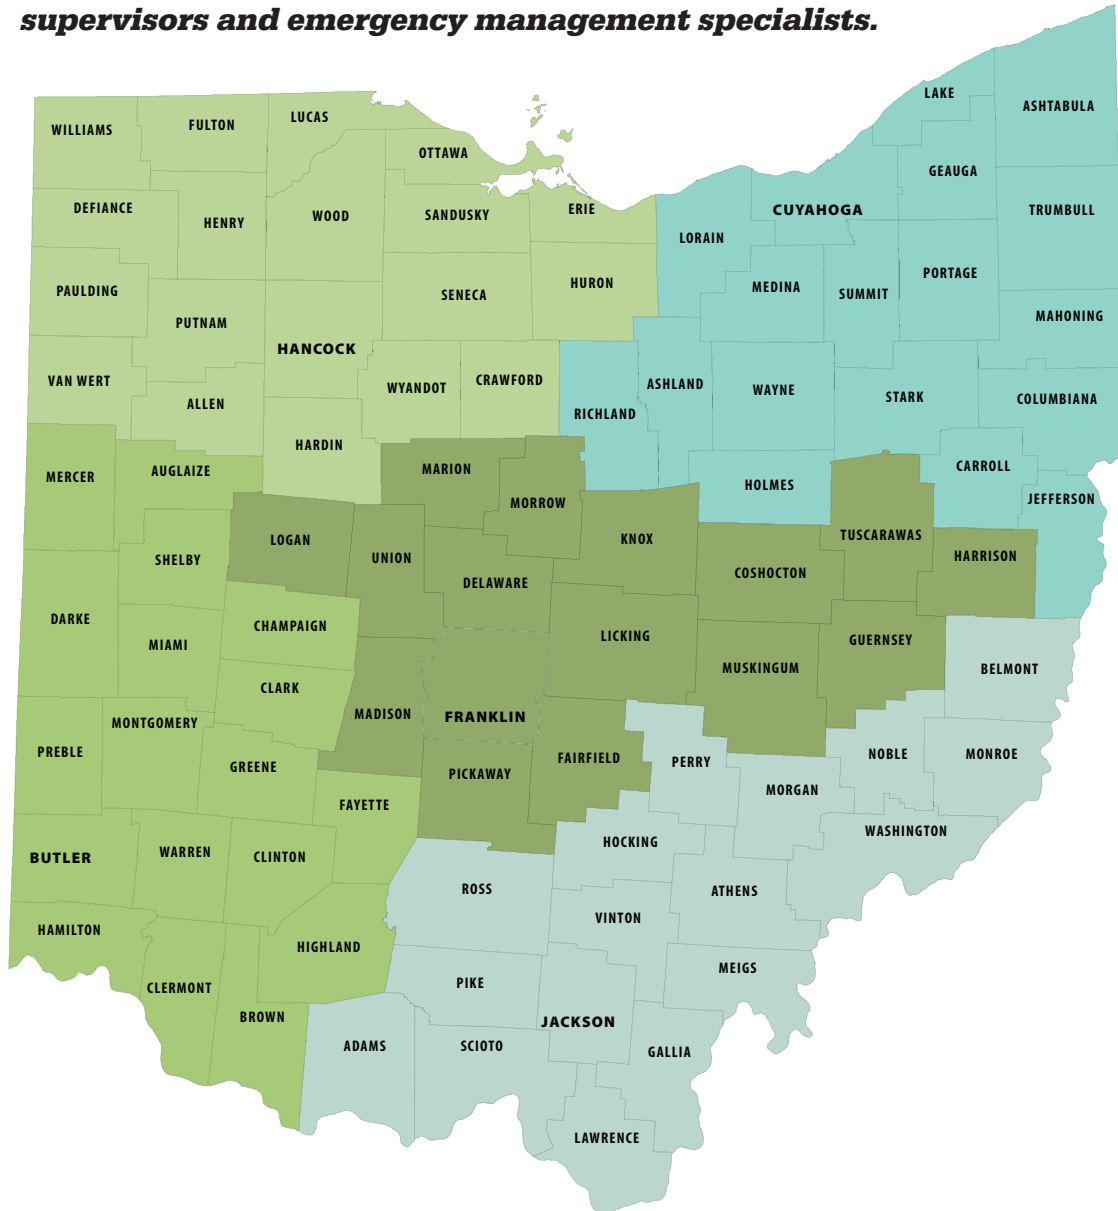 supervisors and emergency management specialists.
LAKE
ASHTABULA
WILLIAMS
FULTON
LUCAS
OTTAWA
GEAUGA
DEFIANCE
HENRY
WOOD
SANDUSKY
ERIE
CUYAHOGA
TRUMBULL
LORAIN
PAULDING
SENECA
HURON
MEDINA
SUMMIT
PORTAGE
PUTNAM
MAHONING
HANCOCK
VAN WERT
ALLEN
WYANDOT
CRAWFORD
RICHLAND
ASHLAND
WAYNE
STARK
COLUMBIANA
HARDIN
MERCER
AUGLAIZE
MARION
MORROW
HOLMES
CARROLL
JEFFERSON
LOGAN
SHELBY
UNION
KNOX
TUSCARAWAS
HARRISON
DELAWARE
COSHOCTON
DARKE
CHAMPAIGN
MIAMI
LICKING
GUERNSEY
CLARK
MUSKINGUM
BELMONT
MADISON
FRANKLIN
MONTGOMERY
PREBLE
GREENE
PICKAWAY
FAIRFIELD
PERRY
NOBLE
MONROE
FAYETTE
MORGAN
BUTLER
WARREN
CLINTON
HOCKING
WASHINGTON
ROSS
ATHENS
VINTON
HAMILTON
HIGHLAND
CLERMONT
PIKE
MEIGS
BROWN
JACKSON
ADAMS
SCIOTO
GALLIA
LAWRENCE